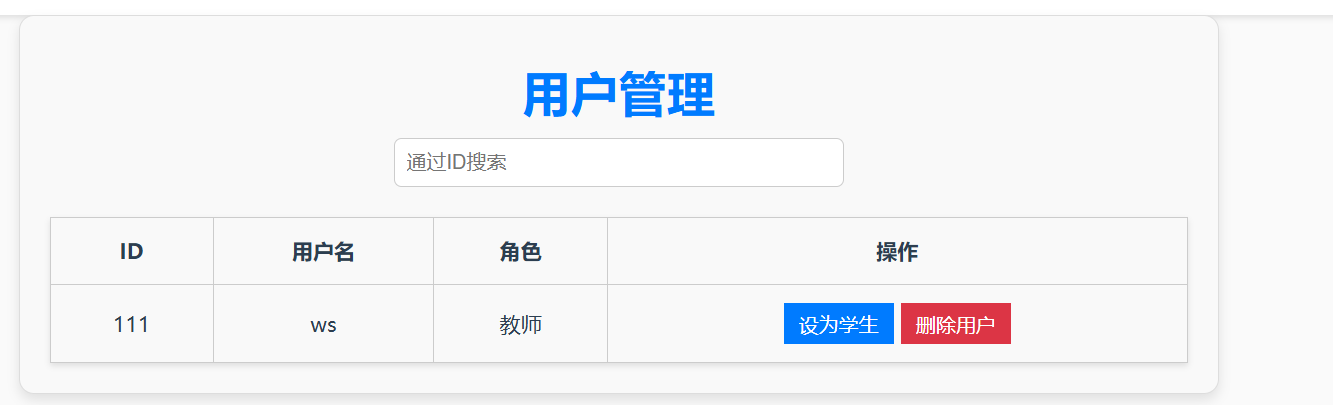 用户管理
通过ID搜索
ID 用户名 角色 操作
111 ws 教师 设为学生 删除用户